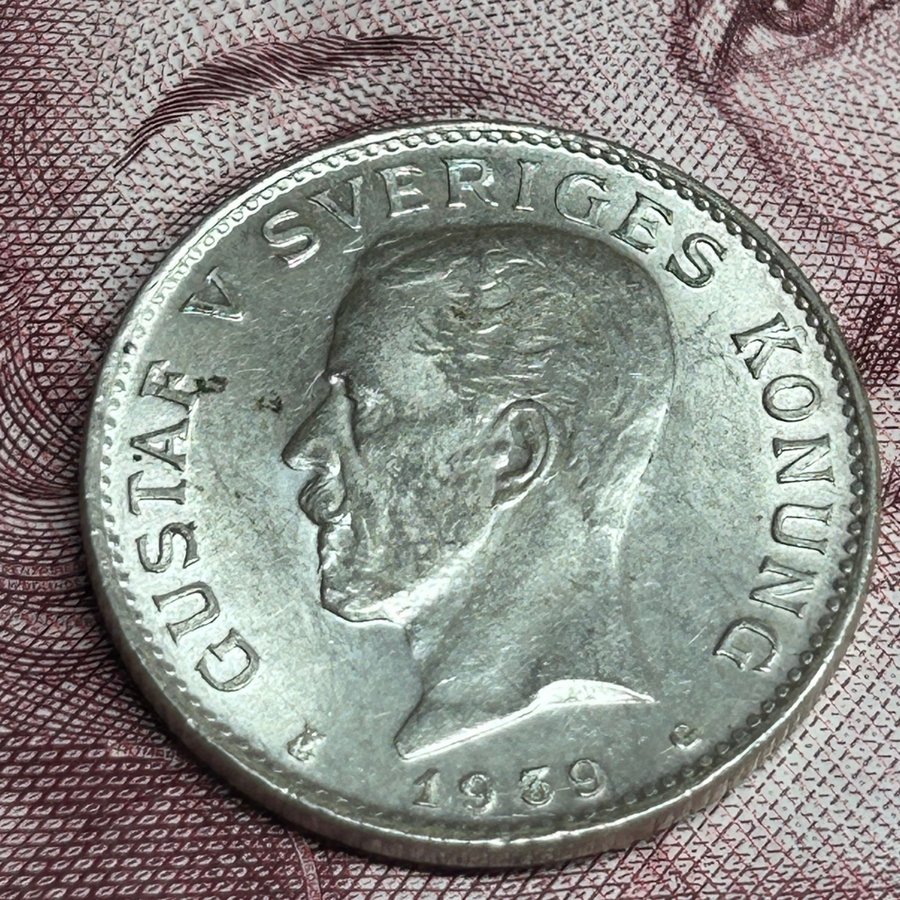 GUSTAF V SVERIGES KONUNG
G
1939